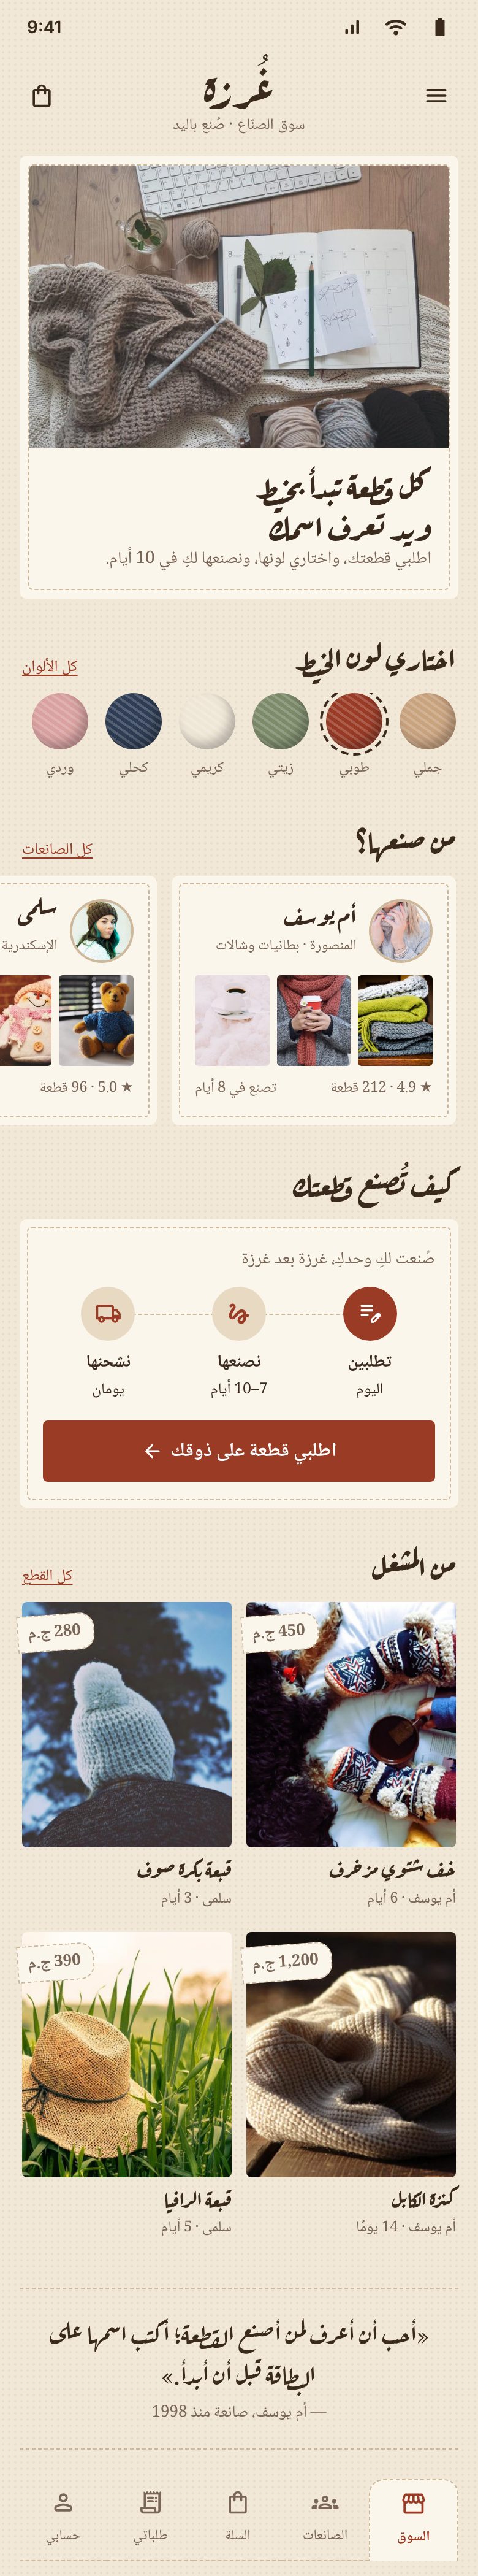 9:41
غُرزة
سوق الصنّاع · صُنع باليد
كل قطعة تبدأ بخيط
ويد تعرف اسمك
اطلبي قطعتك، واختاري لونها، ونصنعها لكِ في 10 أيام.
اختاري لون الخيط
كل الألوان
جملي
طوبي
زيتي
كريمي
كحلي
وردي
من صنعها؟
كل الصانعات
أم يوسف
المنصورة · بطانيات وشالات
★ 4.9 · 212 قطعة
تصنع في 8 أيام
سلمى
الإسكندرية
★ 5.0 · 96 قطعة
كيف تُصنع قطعتك
صُنعت لكِ وحدكِ، غرزة بعد غرزة
تطلبين
نصنعها
نشحنها
اليوم
7–10 أيام
يومان
اطلبي قطعة على ذوقك ←
من المشغل
كل القطع
450 ج.م
خف شتوي مزخرف
أم يوسف · 6 أيام
280 ج.م
قبعة بكرة صوف
سلمى · 3 أيام
1,200 ج.م
كنزة الكابل
أم يوسف · 14 يومًا
390 ج.م
قبعة الرافيا
سلمى · 5 أيام
«أحب أن أعرف لمن أصنع القطعة؛ أكتب اسمها على
البطاقة قبل أن أبدأ.»
— أم يوسف، صانعة منذ 1998
السوق
الصانعات
السلة
طلباتي
حسابي